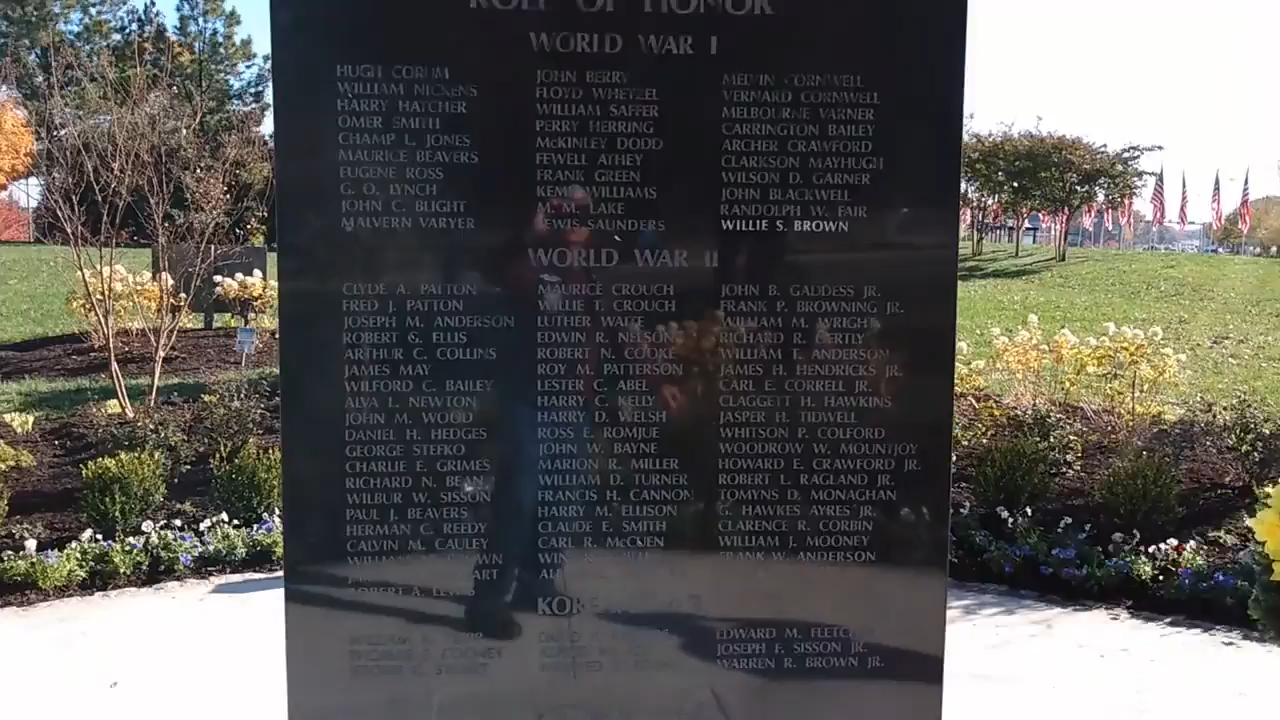 ROLL OF HONOR
WORLD WAR I
HUGH CORUM
WILLIAM NICKENS
HARRY HATCHER
OMER SMITH
CHAMP L. JONES
MAURICE BEAVERS
EUGENE ROSS
G. O. LYNCH
JOHN C. BLIGHT
MALVERN VARYER
JOHN BERRY
FLOYD WHETZEL
WILLIAM SAFFER
PERRY HERRING
McKINLEY DODD
FEWELL ATHEY
FRANK GREEN
KEMP WILLIAMS
M. M. LAKE
LEWIS SAUNDERS
MELVIN CORNWELL
VERNARD CORNWELL
MELBOURNE VARNER
CARRINGTON BAILEY
ARCHER CRAWFORD
CLARKSON MAYHUGH
WILSON D. GARNER
JOHN BLACKWELL
RANDOLPH W. FAIR
WILLIE S. BROWN
WORLD WAR II
CLYDE A. PATTON
FRED J. PATTON
JOSEPH M. ANDERSON
ROBERT G. ELLIS
ARTHUR C. COLLINS
JAMES MAY
WILFORD C. BAILEY
ALVA L. NEWTON
JOHN M. WOOD
DANIEL H. HEDGES
GEORGE STEFKO
CHARLIE E. GRIMES
RICHARD N. BEAN
WILBUR W. SISSON
PAUL J. BEAVERS
HERMAN C. REEDY
CALVIN M. CAULEY
ROBERT A. LEWIS
MAURICE CROUCH
WILLIE T. CROUCH
LUTHER WAITE
EDWIN R. NELSON
ROBERT N. COOKE
ROY M. PATTERSON
LESTER C. ABEL
HARRY C. KELLY
HARRY D. WELSH
ROSS E. ROMJUE
JOHN W. BAYNE
MARION R. MILLER
WILLIAM D. TURNER
FRANCIS H. CANNON
HARRY M. ELLISON
CLAUDE E. SMITH
CARL R. McCUEN
JOHN B. GADDESS JR.
FRANK P. BROWNING JR.
WILLIAM M. WRIGHT
RICHARD R.
WILLIAM T. ANDERSON
JAMES H. HENDRICKS JR.
CARL E. CORRELL JR.
CLAGGETT H. HAWKINS
JASPER H. TIDWELL
WHITSON P. COLFORD
WOODROW W. MOUNTJOY
HOWARD E. CRAWFORD JR.
ROBERT L. RAGLAND JR.
TOMYNS D. MONAGHAN
G. HAWKES AYRES JR.
CLARENCE R. CORBIN
WILLIAM J. MOONEY
FRANK W. ANDERSON
EDWARD M.
JOSEPH F. SISSON JR.
WARREN R. BROWN JR.